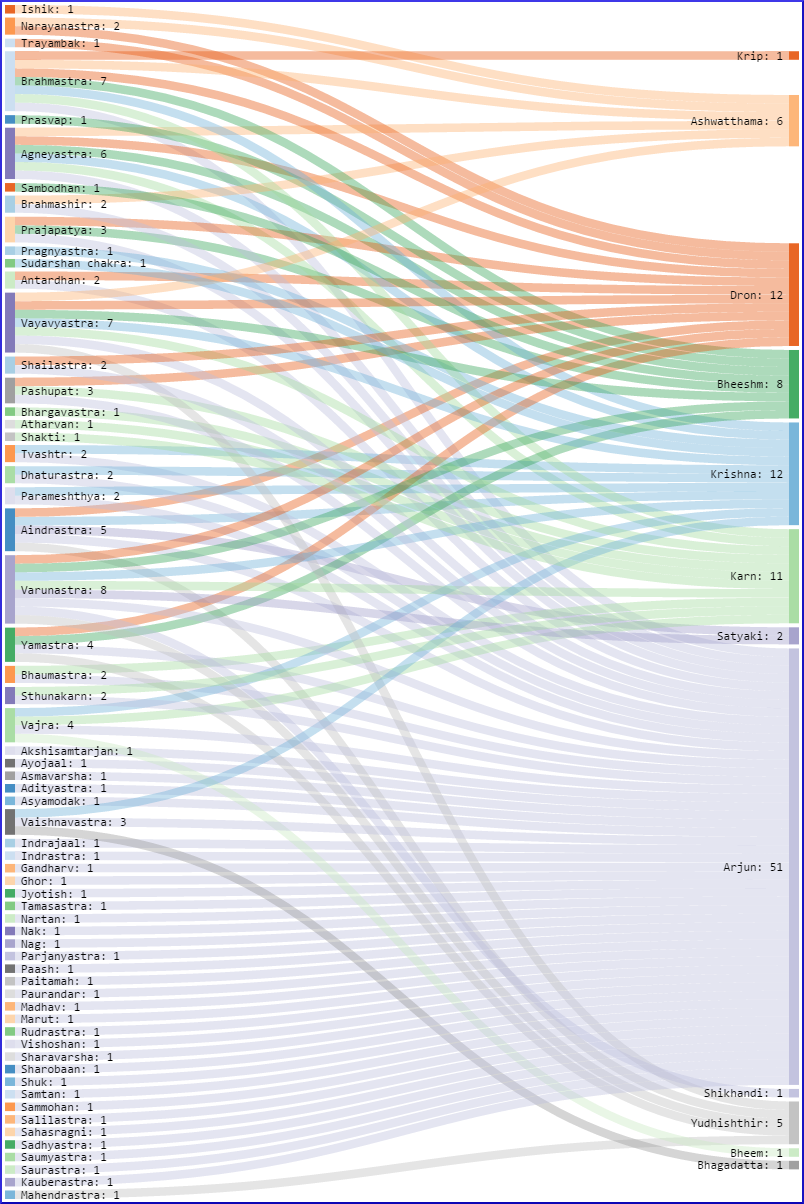 Ishik: 1
Narayanastra: 2
Trayambak: 1
Brahmastra: 7
Prasvap: 1
Agneyastra: 6
Sambodhan: 1
Brahmashir: 2
Prajapatya: 3
Pragnyastra: 1
Sudarshan chakra: 1
Antardhan: 2
Vayavyastra: 7
Shailastra: 2
Pashupat: 3
Bhargavastra: 1
Atharvan: 1
Shakti: 1
Tvashtr: 2
Dhaturastra: 2
Parameshthya: 2
Aindrastra: 5
Varunastra: 8
Yamastra: 4
Bhaumastra: 2
Sthunakarn: 2
Vajra: 4
Akshisamtarjan: 1
Ayojaal: 1
Asmavarsha: 1
Adityastra: 1
Asyamodak: 1
Vaishnavastra: 3
Indrajaal: 1
Indrastra: 1
Gandharv: 1
Ghor: 1
Jyotish: 1
Tamasastra: 1
Nartan: 1
Nak: 1
Nag: 1
Parjanyastra: 1
Paash: 1
Paitamah: 1
Paurandar: 1
Madhav: 1
Marut: 1
Rudrastra: 1
Vishoshan: 1
Sharavarsha: 1
Sharobaan: 1
Shuk: 1
Samtan: 1
Sammohan: 1
Salilastra: 1
Sahasragni: 1
Sadhyastra: 1
Saumyastra: 1
Saurastra: 1
Kauberastra: 1
Mahendrastra: 1
Krip: 1
Ashwatthama: 6
Dron: 12
Bheeshm: 8
Krishna: 12
Karn: 11
Satyaki: 2
Arjun: 51
Shikhandi: 1
Yudhishthir: 5
Bheem: 1
Bhagadatta: 1